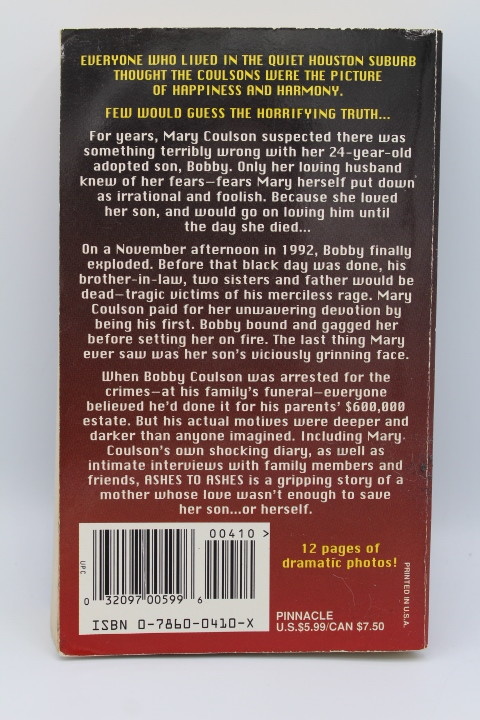 EVERYONE WHO LIVED IN THE QUIET HOUSTON SUBURB
THOUGHT THE COULSONS WERE THE PICTURE
OF HAPPINESS AND HARMONY.
FEW WOULD GUESS THE HORRIFYING TRUTH...
For years, Mary Coulson suspected there was
something terribly wrong with her 24-year-old
adopted son, Bobby. Only her loving husband
knew of her fears—fears Mary herself put down
as irrational and foolish. Because she loved
her son, and would go on loving him until
the day she died...
On a November afternoon in 1992, Bobby finally
exploded. Before that black day was done, his
brother-in-law, two sisters and father would be
dead—tragic victims of his merciless rage. Mary
Coulson paid for her unwavering devotion by
being his first. Bobby bound and gagged her
before setting her on fire. The last thing Mary
ever saw was her son's viciously grinning face.
When Bobby Coulson was arrested for the
crimes—at his family's funeral—everyone
believed he'd done it for his parents' $600,000
estate. But his actual motives were deeper and
darker than anyone imagined. Including Mary
Coulson's own shocking diary, as well as
intimate interviews with family members and
friends, ASHES TO ASHES is a gripping story of a
mother whose love wasn't enough to save
her son...or herself.
00410 >
UPC
0 32097 00599 6
ISBN 0-7860-0410-X
12 pages of
dramatic photos!
PINNACLE
U.S.$5.99/CAN $7.50
PRINTED IN U.S.A.